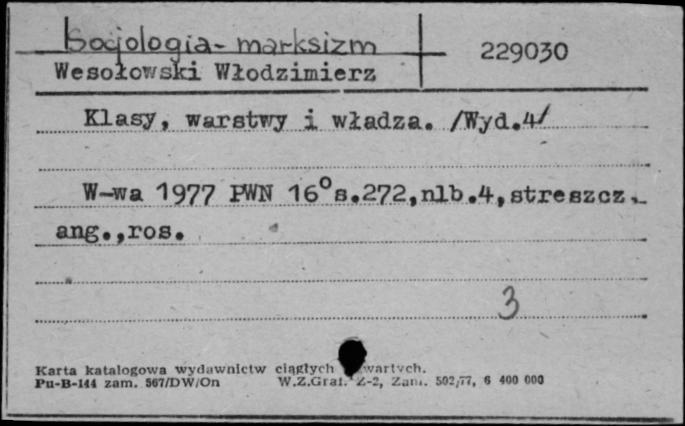 Socjologia - marksizm
229030
Wesołowski Włodzimierz
Klasy, warstwy i władza. /Wyd.4/
W-wa 1977 PWN 16° s.272,nlb.4,streszcz.
ang.,ros.
3
Karta katalogowa wydawnictw ciągłych
Pu-B-144 zam. 567/DW/On W.Z.Graf. Z-2, Zam. 502/77, 6 400 000